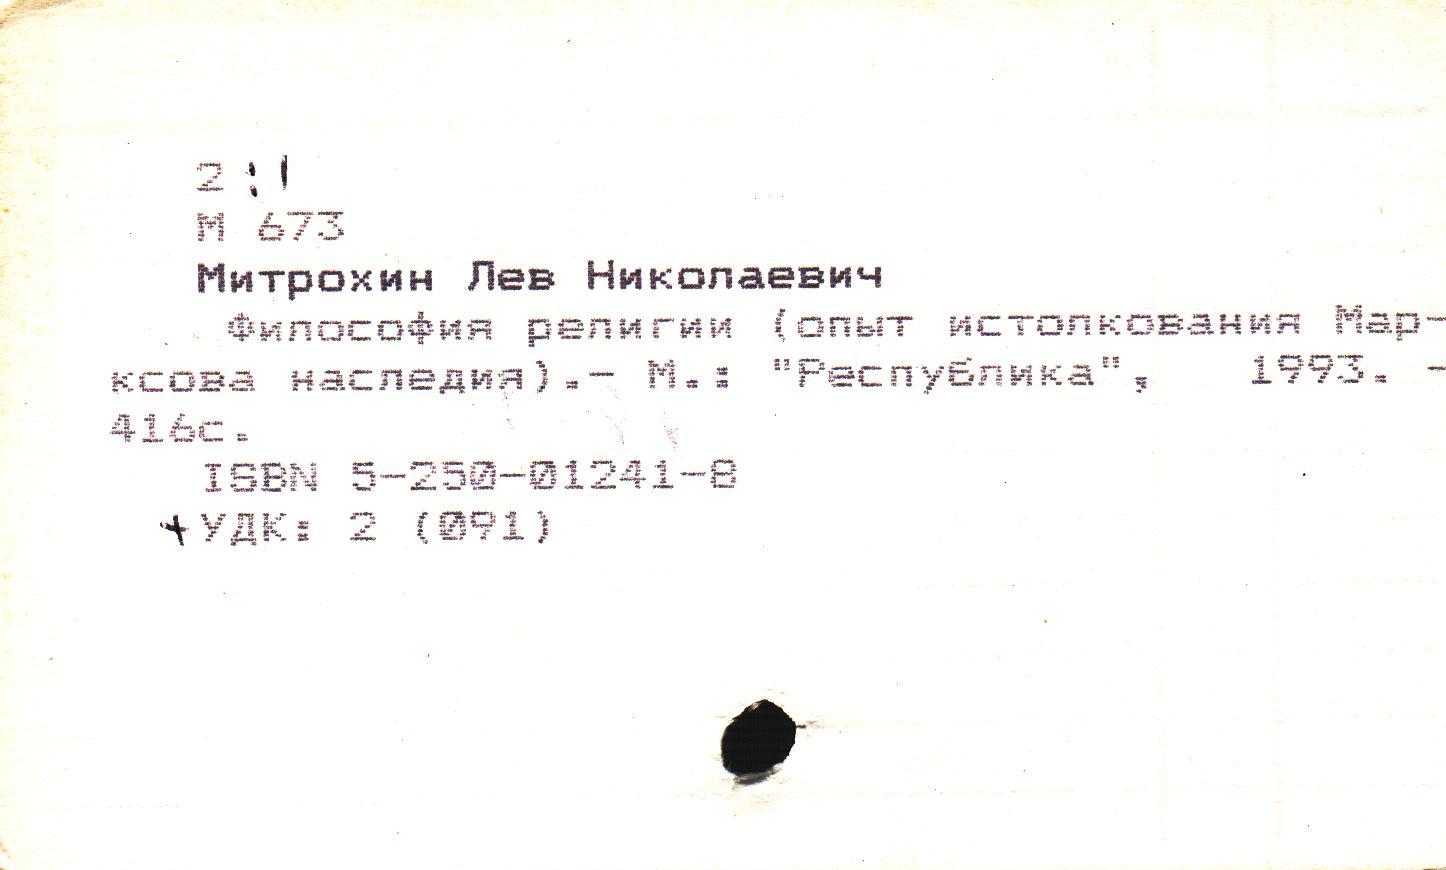 2 : 1
М 673
Митрохин Лев Николаевич
Философия религии (опыт истолкования Мар-
ксова наследия).- М.: "Республика", 1993. -
416с.
ISBN 5-250-01241-8
+ УДК: 2 (091)